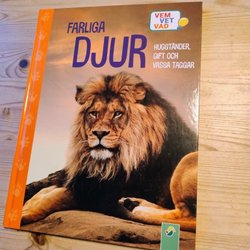 FARLIGA
DJUR
VEM
VET
VAD
HUGGTÄNDER,
GIFT OCH
VASSA TAGGAR